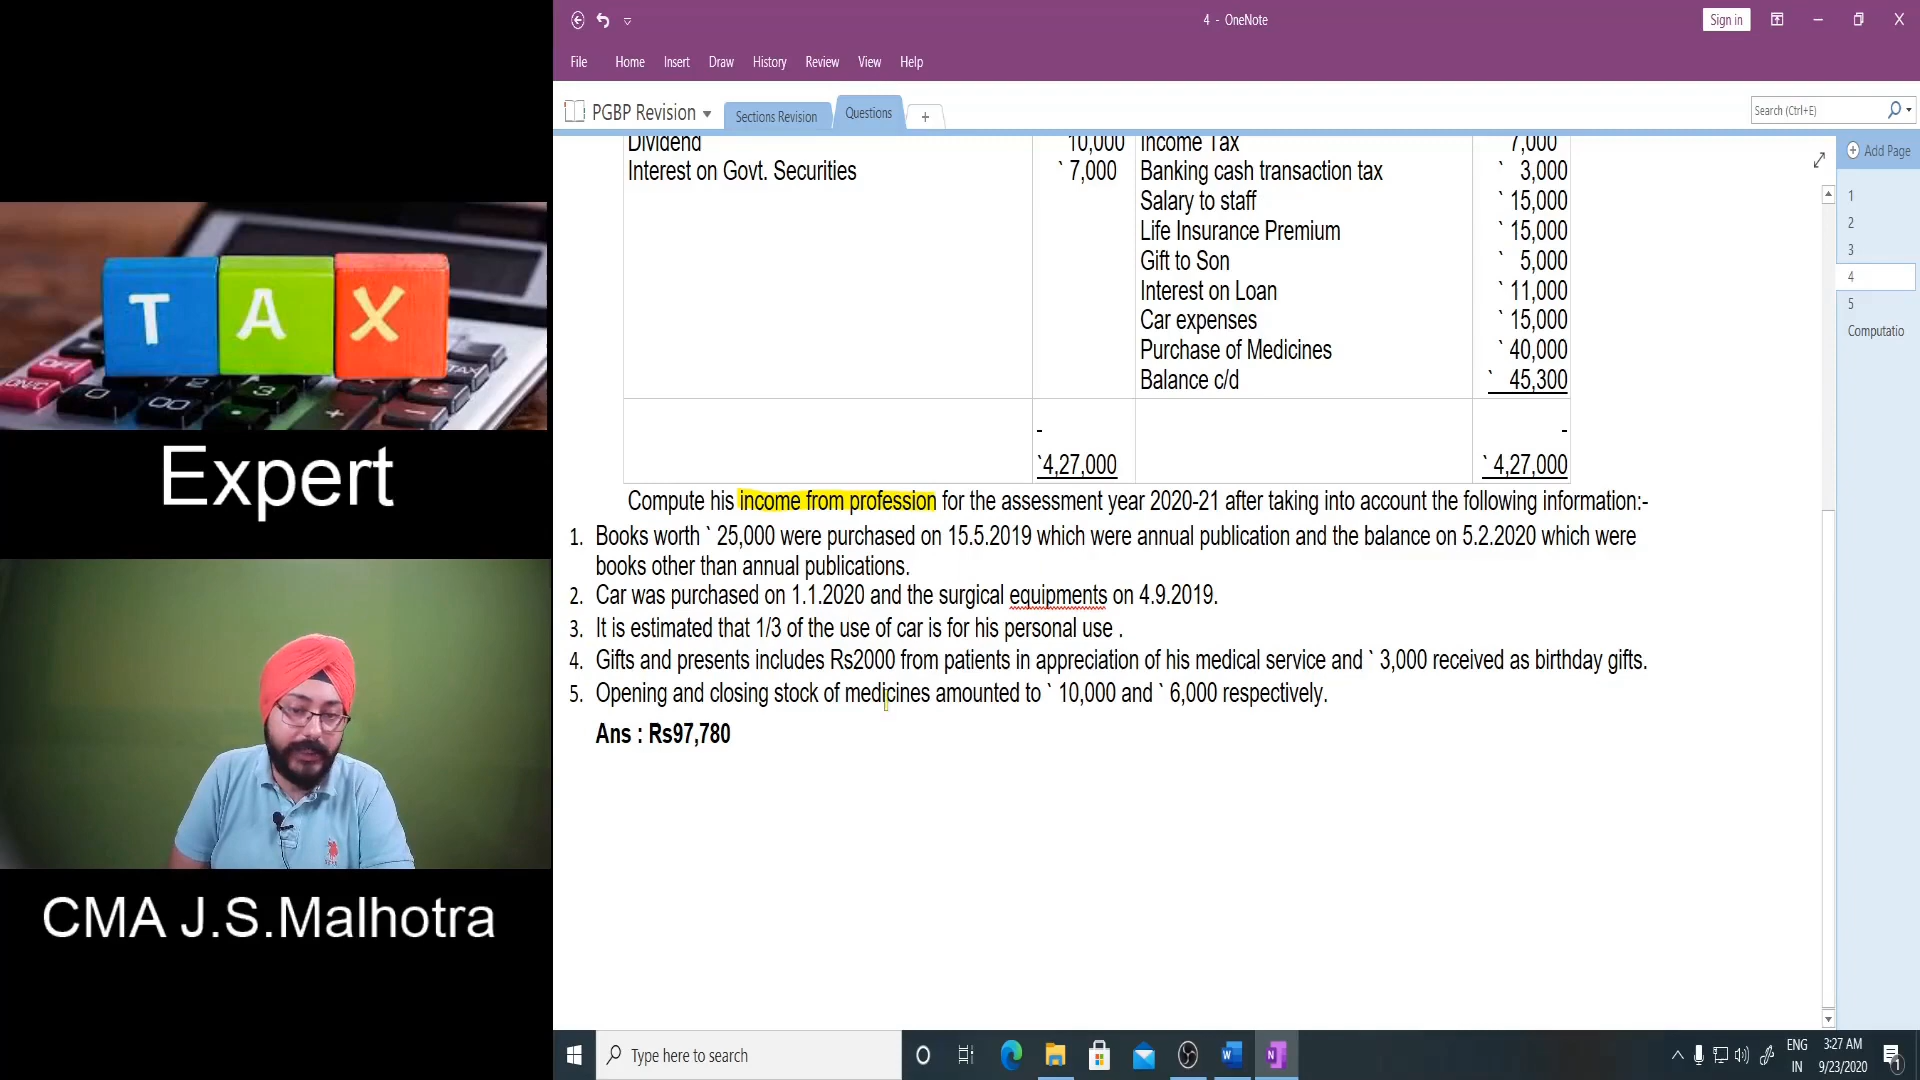 4 - OneNote
Sign in
File Home Insert Draw History Review View Help
PGBP Revision Sections Revision Questions +
Search (Ctrl+E)
Add Page
1
2
3
4
5
Computatio
Dividend 10,000 Income Tax 7,000
Interest on Govt. Securities ` 7,000 Banking cash transaction tax ` 3,000
Salary to staff ` 15,000
Life Insurance Premium ` 15,000
Gift to Son ` 5,000
Interest on Loan ` 11,000
Car expenses ` 15,000
Purchase of Medicines ` 40,000
Balance c/d ` 45,300
- -
`4,27,000 ` 4,27,000
Compute his income from profession for the assessment year 2020-21 after taking into account the following information:-
1. Books worth ` 25,000 were purchased on 15.5.2019 which were annual publication and the balance on 5.2.2020 which were
books other than annual publications.
2. Car was purchased on 1.1.2020 and the surgical equipments on 4.9.2019.
3. It is estimated that 1/3 of the use of car is for his personal use .
4. Gifts and presents includes Rs2000 from patients in appreciation of his medical service and ` 3,000 received as birthday gifts.
5. Opening and closing stock of medicines amounted to ` 10,000 and ` 6,000 respectively.
Ans : Rs97,780
T A X
Expert
CMA J.S.Malhotra
Type here to search
ENG
IN
3:27 AM
9/23/2020
1